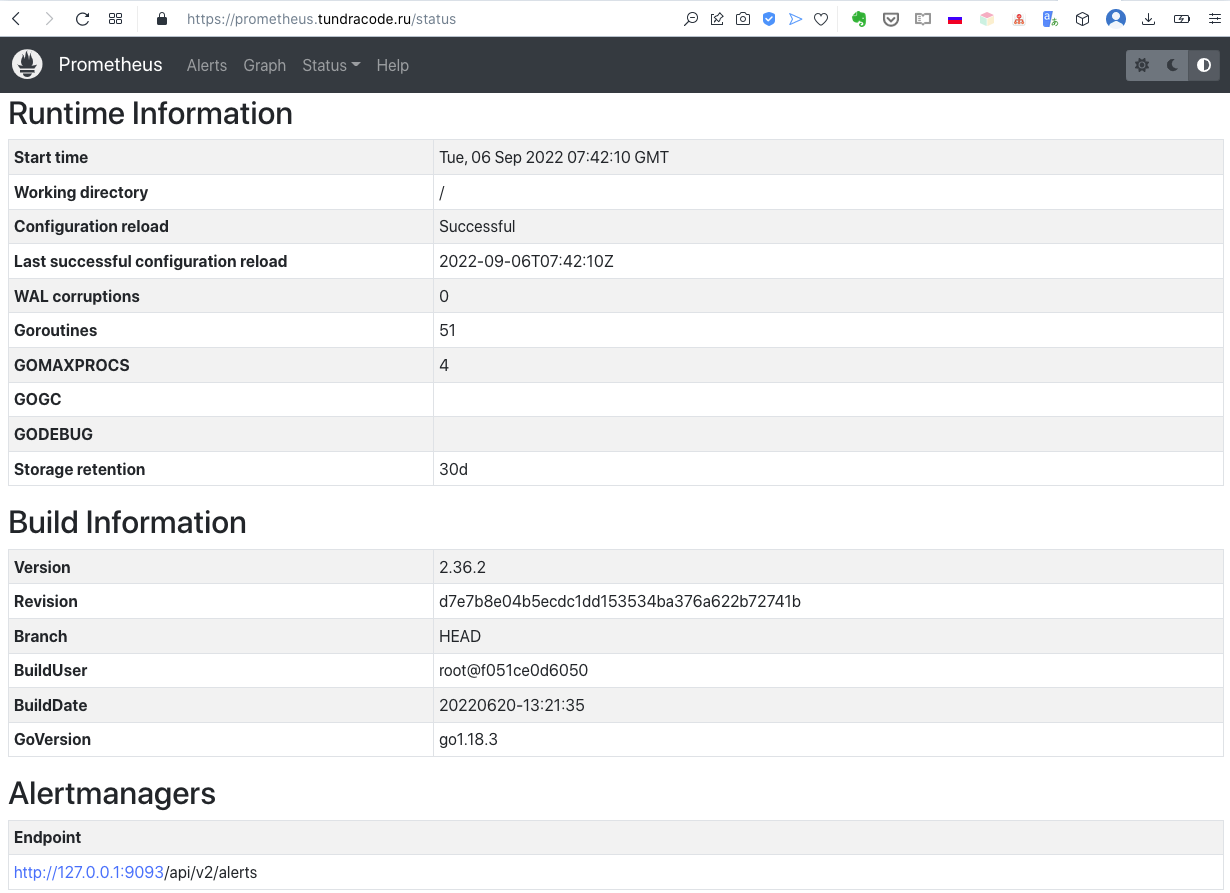 https://prometheus.tundracode.ru/status
Prometheus Alerts Graph Status Help
Runtime Information
Start time Tue, 06 Sep 2022 07:42:10 GMT
Working directory /
Configuration reload Successful
Last successful configuration reload 2022-09-06T07:42:10Z
WAL corruptions 0
Goroutines 51
GOMAXPROCS 4
GOGC
GODEBUG
Storage retention 30d
Build Information
Version 2.36.2
Revision d7e7b8e04b5ecdc1dd153534ba376a622b72741b
Branch HEAD
BuildUser root@f051ce0d6050
BuildDate 20220620-13:21:35
GoVersion go1.18.3
Alertmanagers
Endpoint
http://127.0.0.1:9093/api/v2/alerts